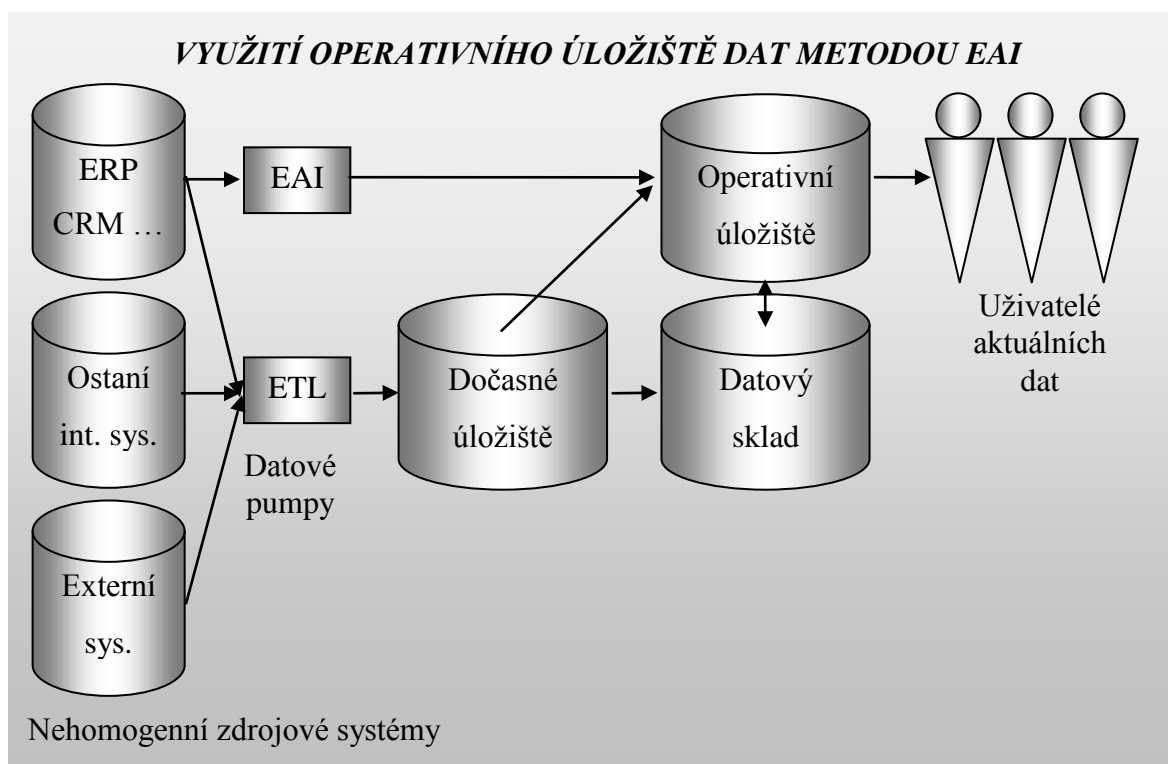 VYUŽITÍ OPERATIVNÍHO ÚLOŽIŠTĚ DAT METODOU EAI
ERP
CRM …
EAI
Operativní
úložiště
Uživatelé
aktuálních
dat
Ostaní
int. sys.
ETL
Datové
pumpy
Dočasné
úložiště
Datový
sklad
Externí
sys.
Nehomogenní zdrojové systémy